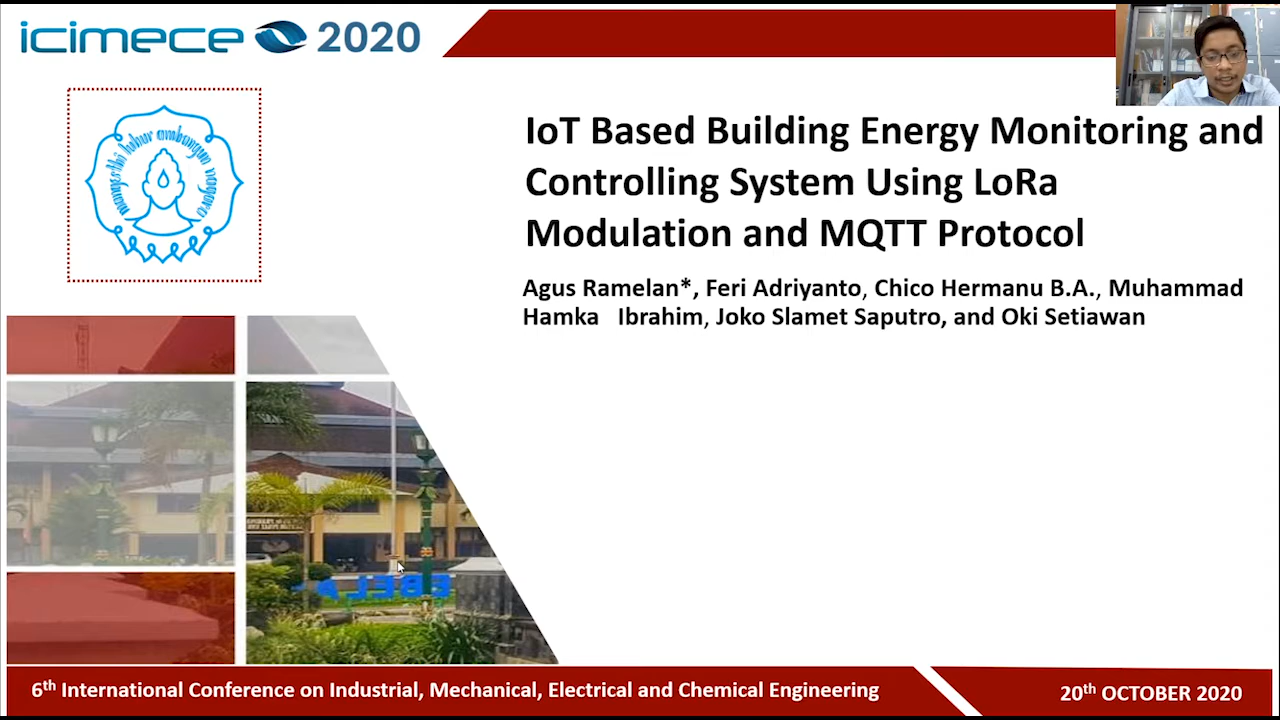 icimece 2020
IoT Based Building Energy Monitoring and
Controlling System Using LoRa
Modulation and MQTT Protocol
Agus Ramelan*, Feri Adriyanto, Chico Hermanu B.A., Muhammad
Hamka Ibrahim, Joko Slamet Saputro, and Oki Setiawan
6th International Conference on Industrial, Mechanical, Electrical and Chemical Engineering
20th OCTOBER 2020